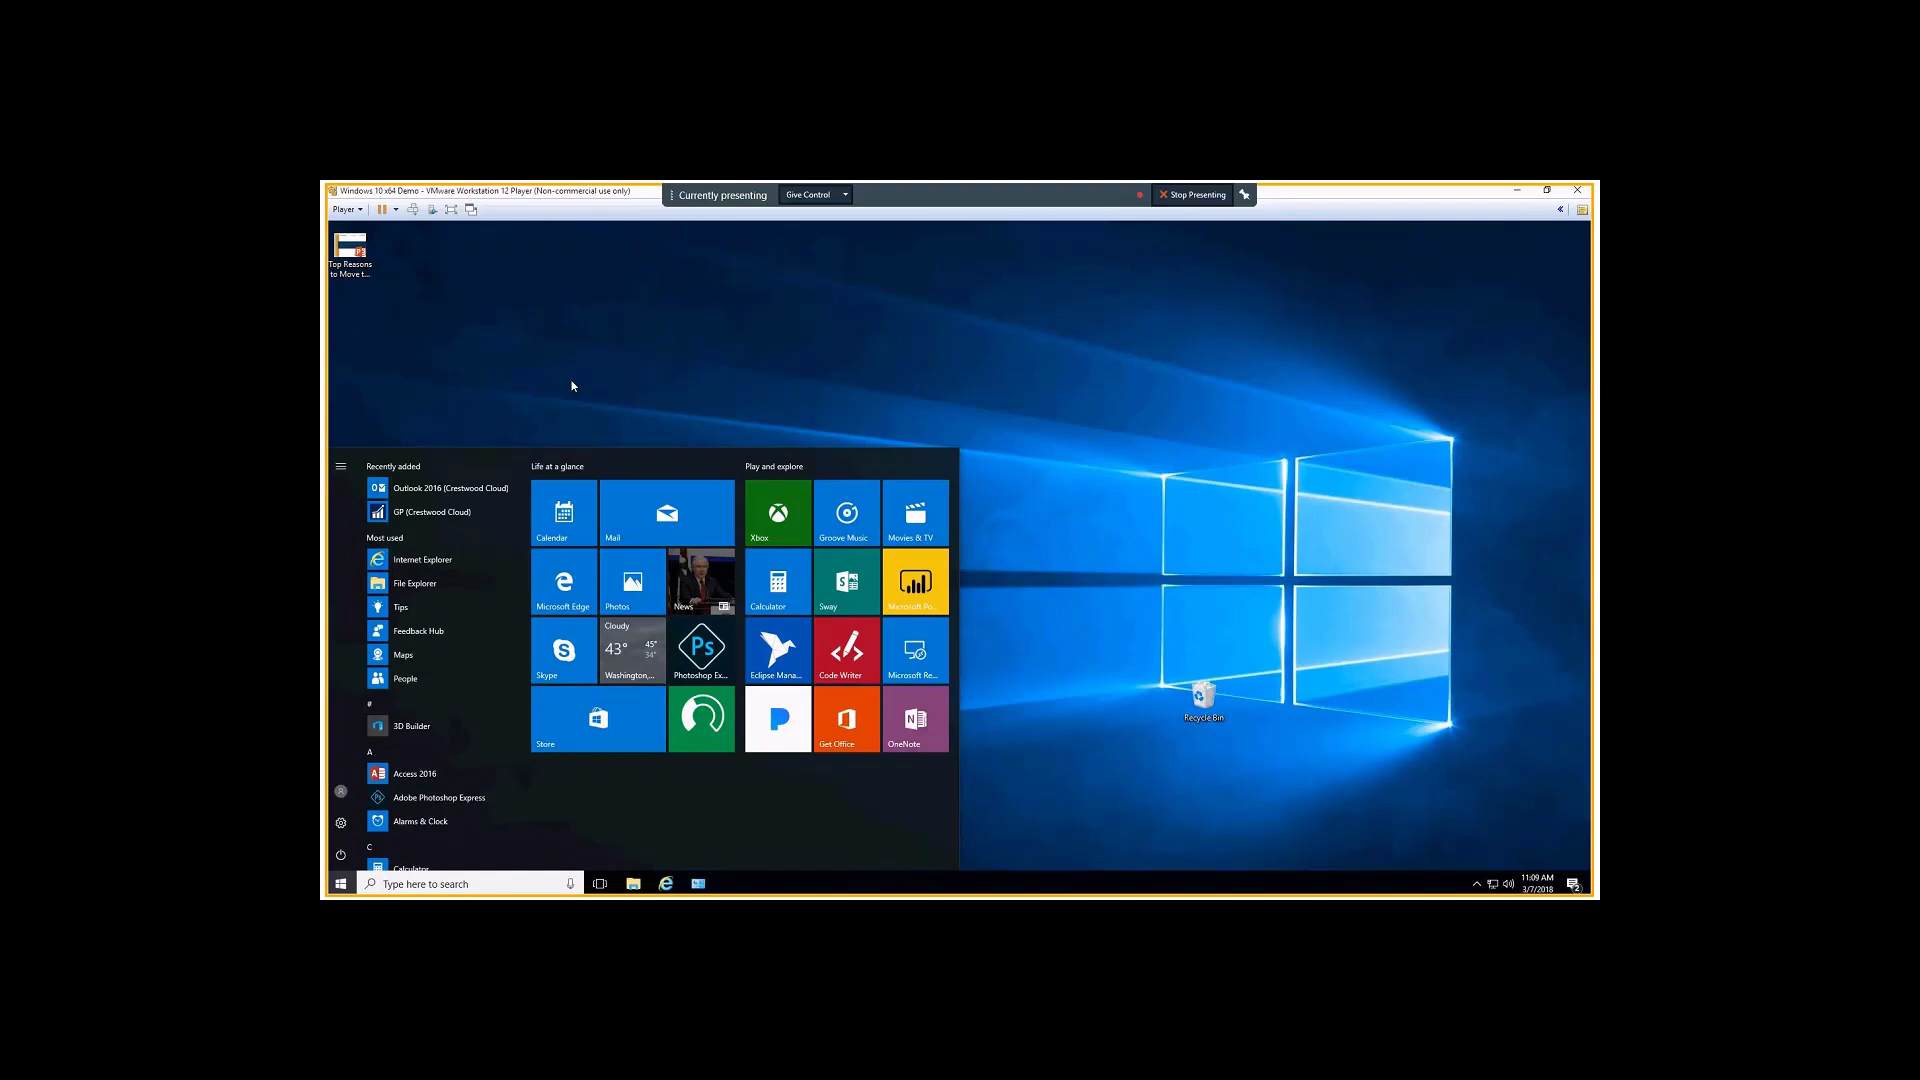 Windows 10 x64 Demo - VMware Workstation 12 Player (Non-commercial use only)
Currently presenting
Give Control
Stop Presenting
Player
Top Reasons
to Move t...
Recently added
Outlook 2016 (Crestwood Cloud)
GP (Crestwood Cloud)
Most used
Internet Explorer
File Explorer
Tips
Feedback Hub
Maps
People
#
3D Builder
A
Access 2016
Adobe Photoshop Express
Alarms & Clock
C
Calculator
Life at a glance
Calendar
Mail
Microsoft Edge
Photos
News
Skype
Cloudy
43°
45°
34°
Washington,...
Ps
Photoshop Ex...
Store
Play and explore
Xbox
Groove Music
Movies & TV
Calculator
Sway
Microsoft Po...
Eclipse Mana...
Code Writer
Microsoft Re...
Get Office
OneNote
Recycle Bin
Type here to search
11:09 AM
3/7/2018
2